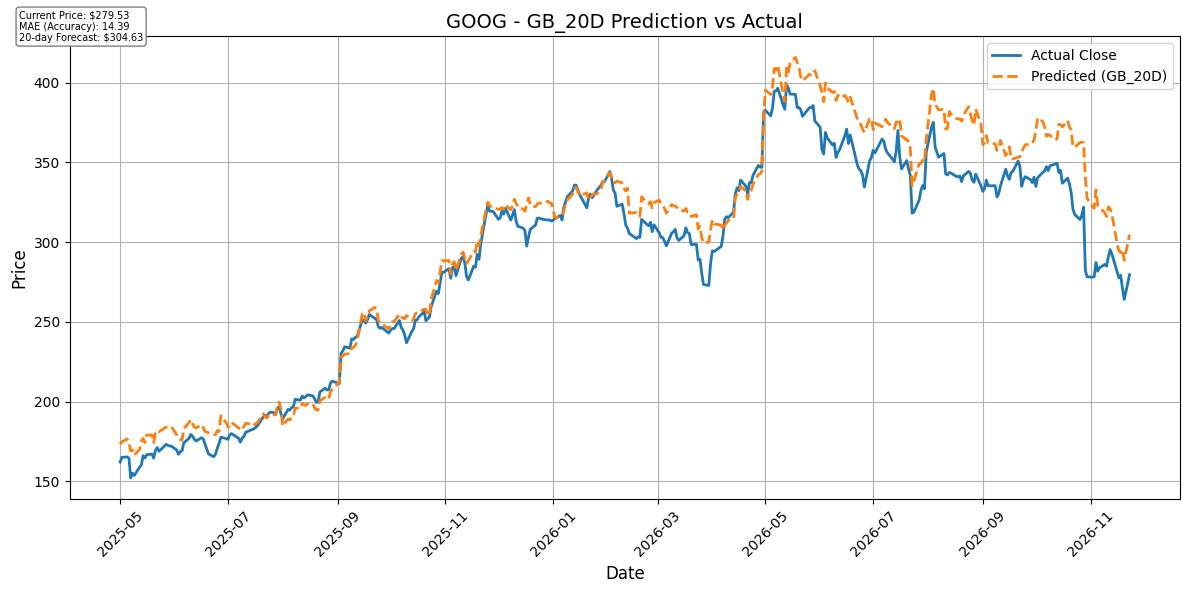 Current Price: $279.53
MAE (Accuracy): 14.39
20-day Forecast: $304.63
GOOG - GB_20D Prediction vs Actual
Actual Close
Predicted (GB_20D)
Price
400
350
300
250
200
150
2025-05
2025-07
2025-09
2025-11
2026-01
2026-03
2026-05
2026-07
2026-09
2026-11
Date